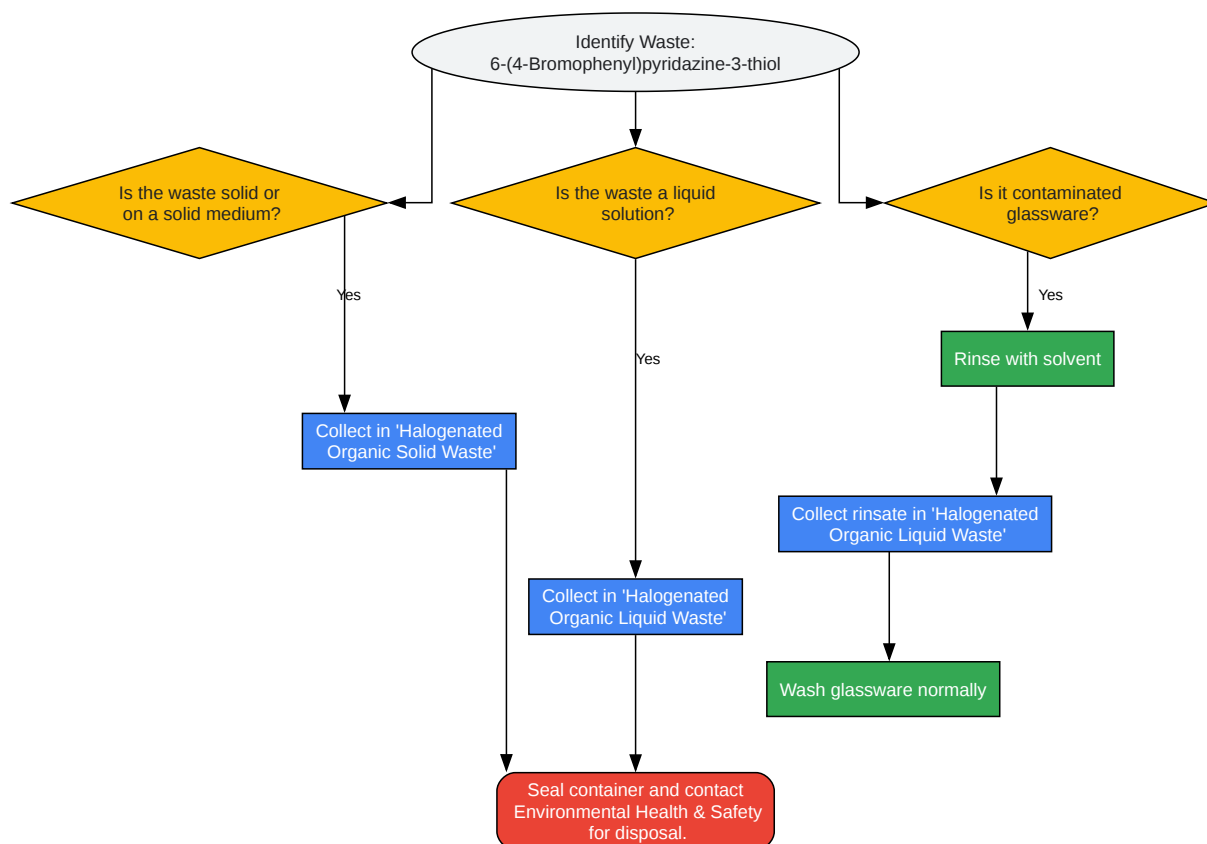 Identify Waste:
6-(4-Bromophenyl)pyridazine-3-thiol
Is the waste solid or
on a solid medium?
Is the waste a liquid
solution?
Is it contaminated
glassware?
Yes
Yes
Yes
Rinse with solvent
Collect in 'Halogenated
Organic Solid Waste'
Collect rinsate in 'Halogenated
Organic Liquid Waste'
Collect in 'Halogenated
Organic Liquid Waste'
Wash glassware normally
Seal container and contact
Environmental Health & Safety
for disposal.